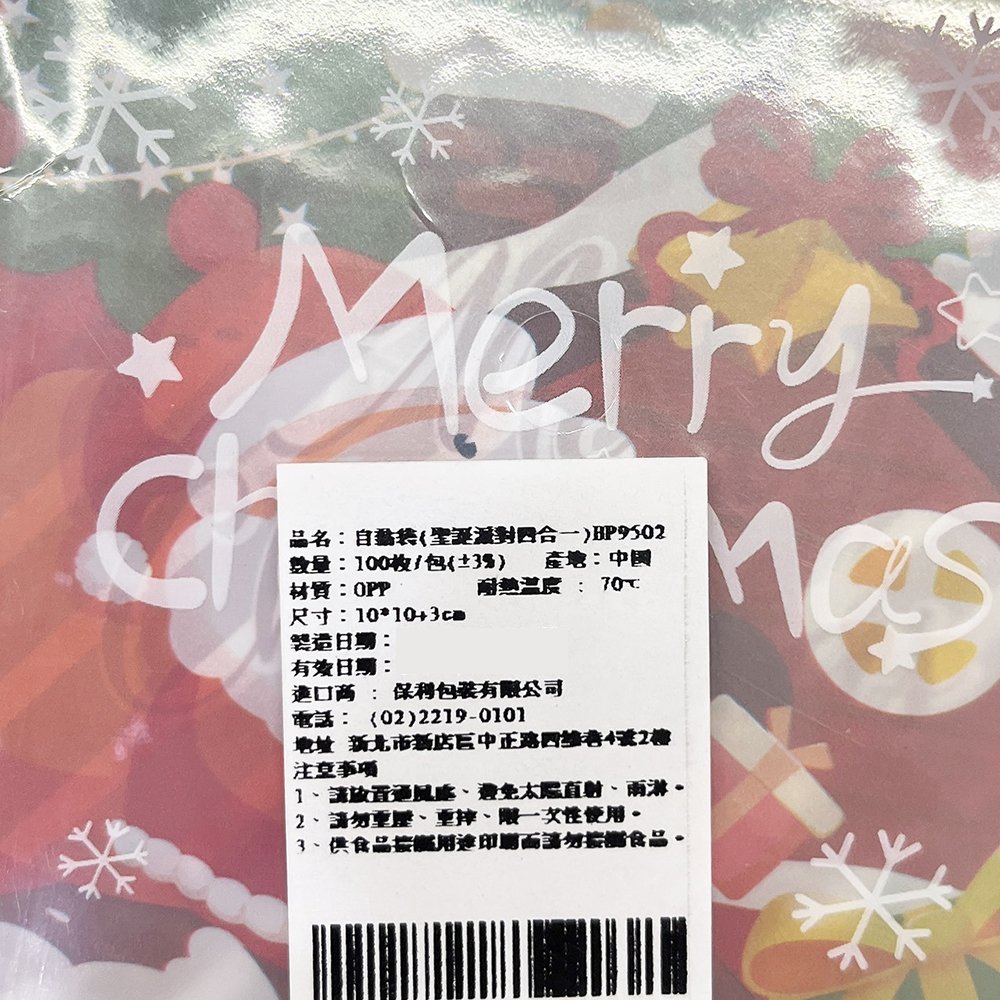 Merry
Christmas
品名：自黏袋(聖誕派對四合一)BP9502
數量：100枚/包(±3%) 產地：中國
材質：OPP 耐熱溫度 : 70℃
尺寸：10*10+3cm
製造日期：
有效日期：
進口商 : 保利包裝有限公司
電話： (02)2219-0101
地址 新北市新店區中正路四維巷4號2樓
注意事項
1、請放置通風處、避免太陽直射、雨淋。
2、請勿重壓、重摔、限一次性使用。
3、供食品接觸用途印刷面請勿接觸食品。